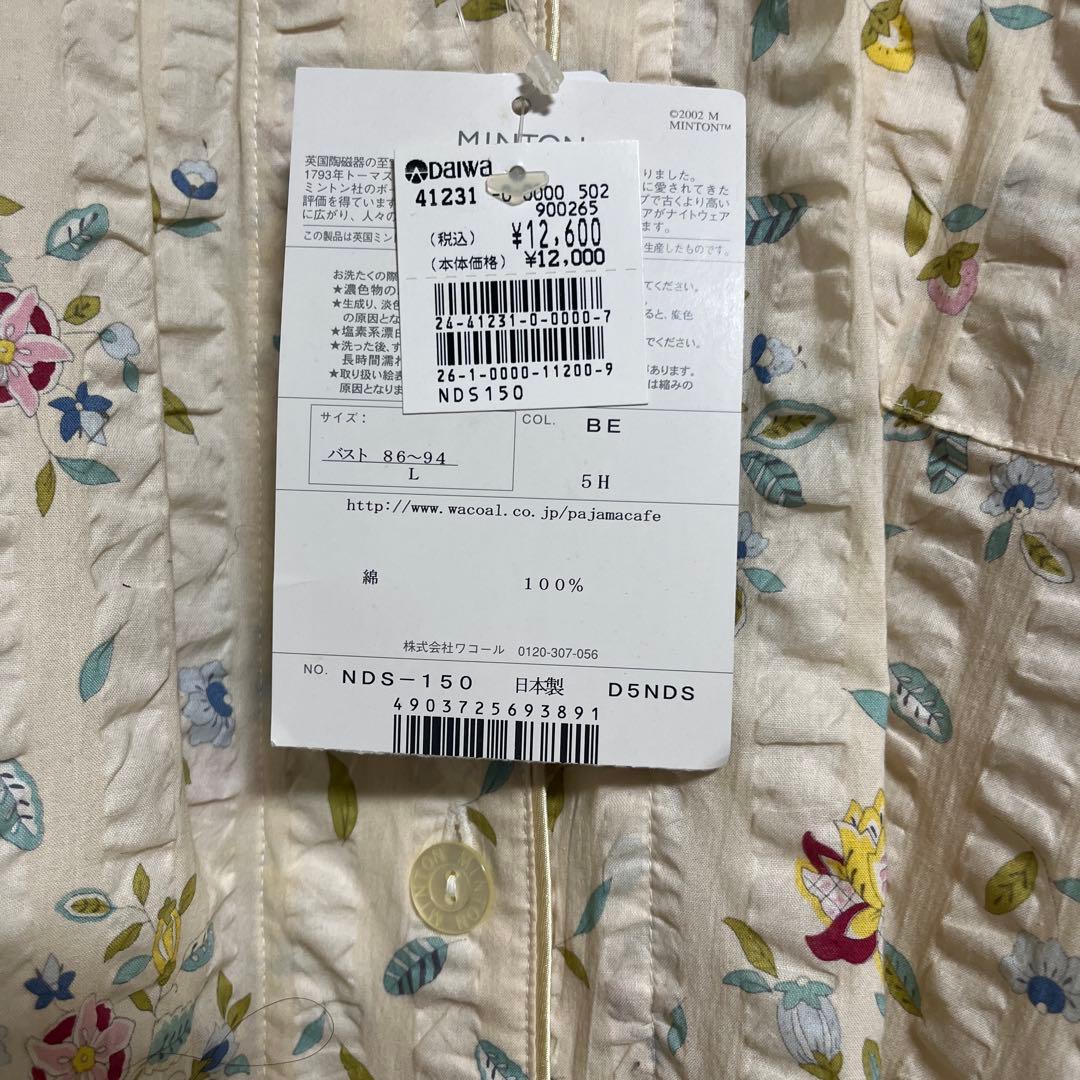 ©2002 M
MINTON™
MINTON
英国陶磁器の至
1793年トーマス
ミントン社のボー
評価を得ています
に広がり、人々の
この製品は英国ミン
りました。
に愛されてきた
プで古くより高い
アがナイトウェア
ます。
生産したものです。
DAIWA
41231 -0 0000 502
900265
(税込) ¥12,600
(本体価格) ¥12,000
24-41231-0-0000-7
26-1-0000-11200-9
NDS150
お洗たくの際
★濃色物の
★生成り、淡色
の原因とな
★塩素系漂白
★洗った後、す
長時間濡れ
★取り扱い絵表
原因となりま
てください。
ると、変色
でください。
があります。
は縮みの
サイズ:
バスト 86～94
L
COL. BE
5H
http://www.wacoal.co.jp/pajamacafe
綿 100%
株式会社ワコール 0120-307-056
NO. NDS-150 日本製 D5NDS
4903725693891
MINTON MINTON